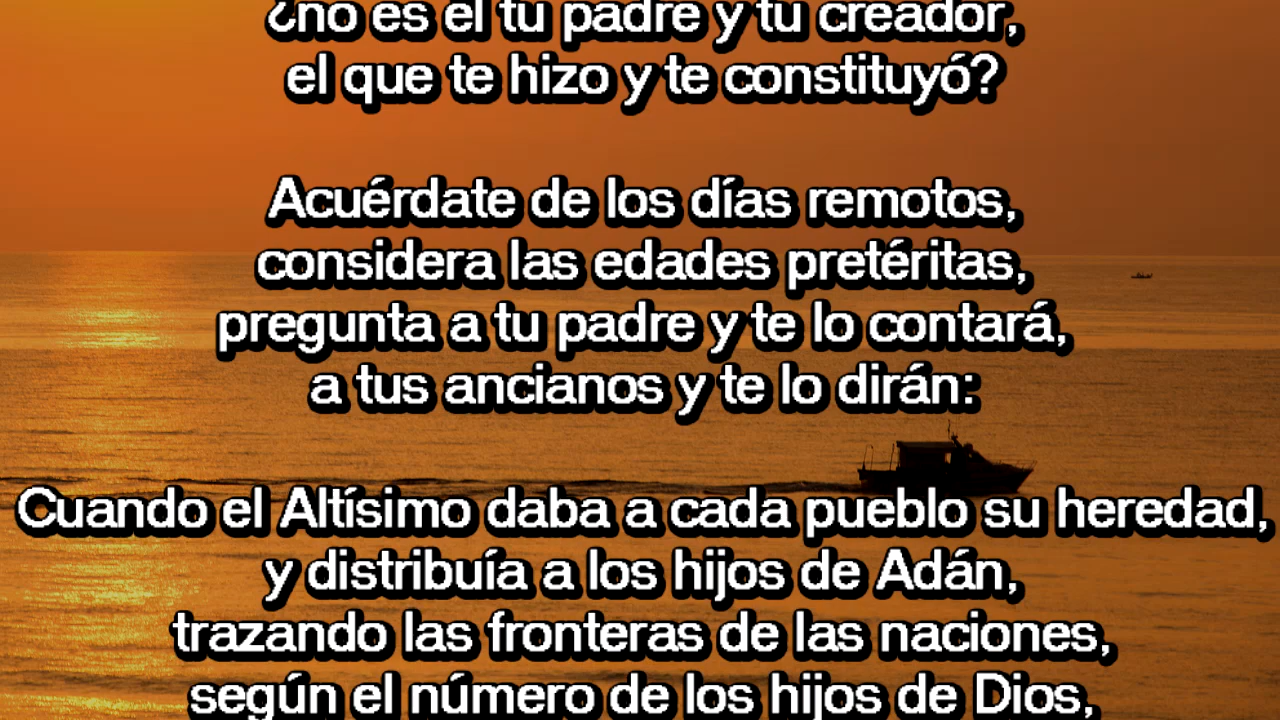 ¿no es él tu padre y tu creador,
el que te hizo y te constituyó?
Acuérdate de los días remotos,
considera las edades pretéritas,
pregunta a tu padre y te lo contará,
a tus ancianos y te lo dirán:
Cuando el Altísimo daba a cada pueblo su heredad,
y distribuía a los hijos de Adán,
trazando las fronteras de las naciones,
según el número de los hijos de Dios,